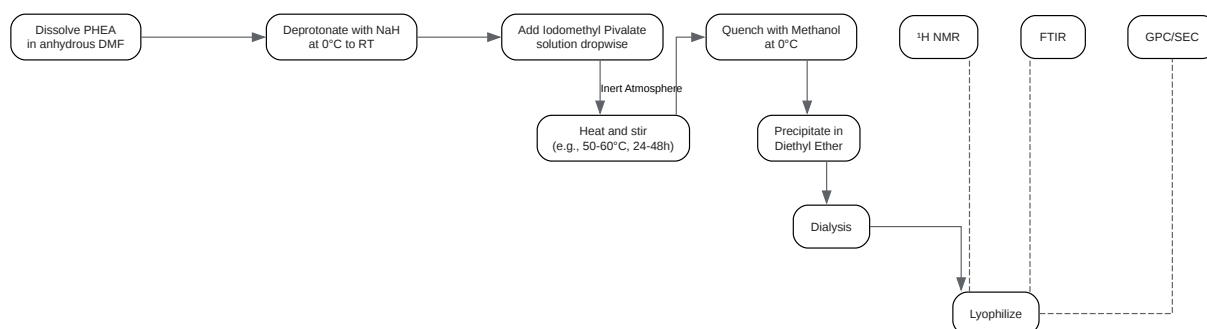 Dissolve PHEA
in anhydrous DMF
Deprotonate with NaH
at 0°C to RT
Add Iodomethyl Pivalate
solution dropwise
Quench with Methanol
at 0°C
¹H NMR
FTIR
GPC/SEC
Inert Atmosphere
Heat and stir
(e.g., 50-60°C, 24-48h)
Precipitate in
Diethyl Ether
Dialysis
Lyophilize